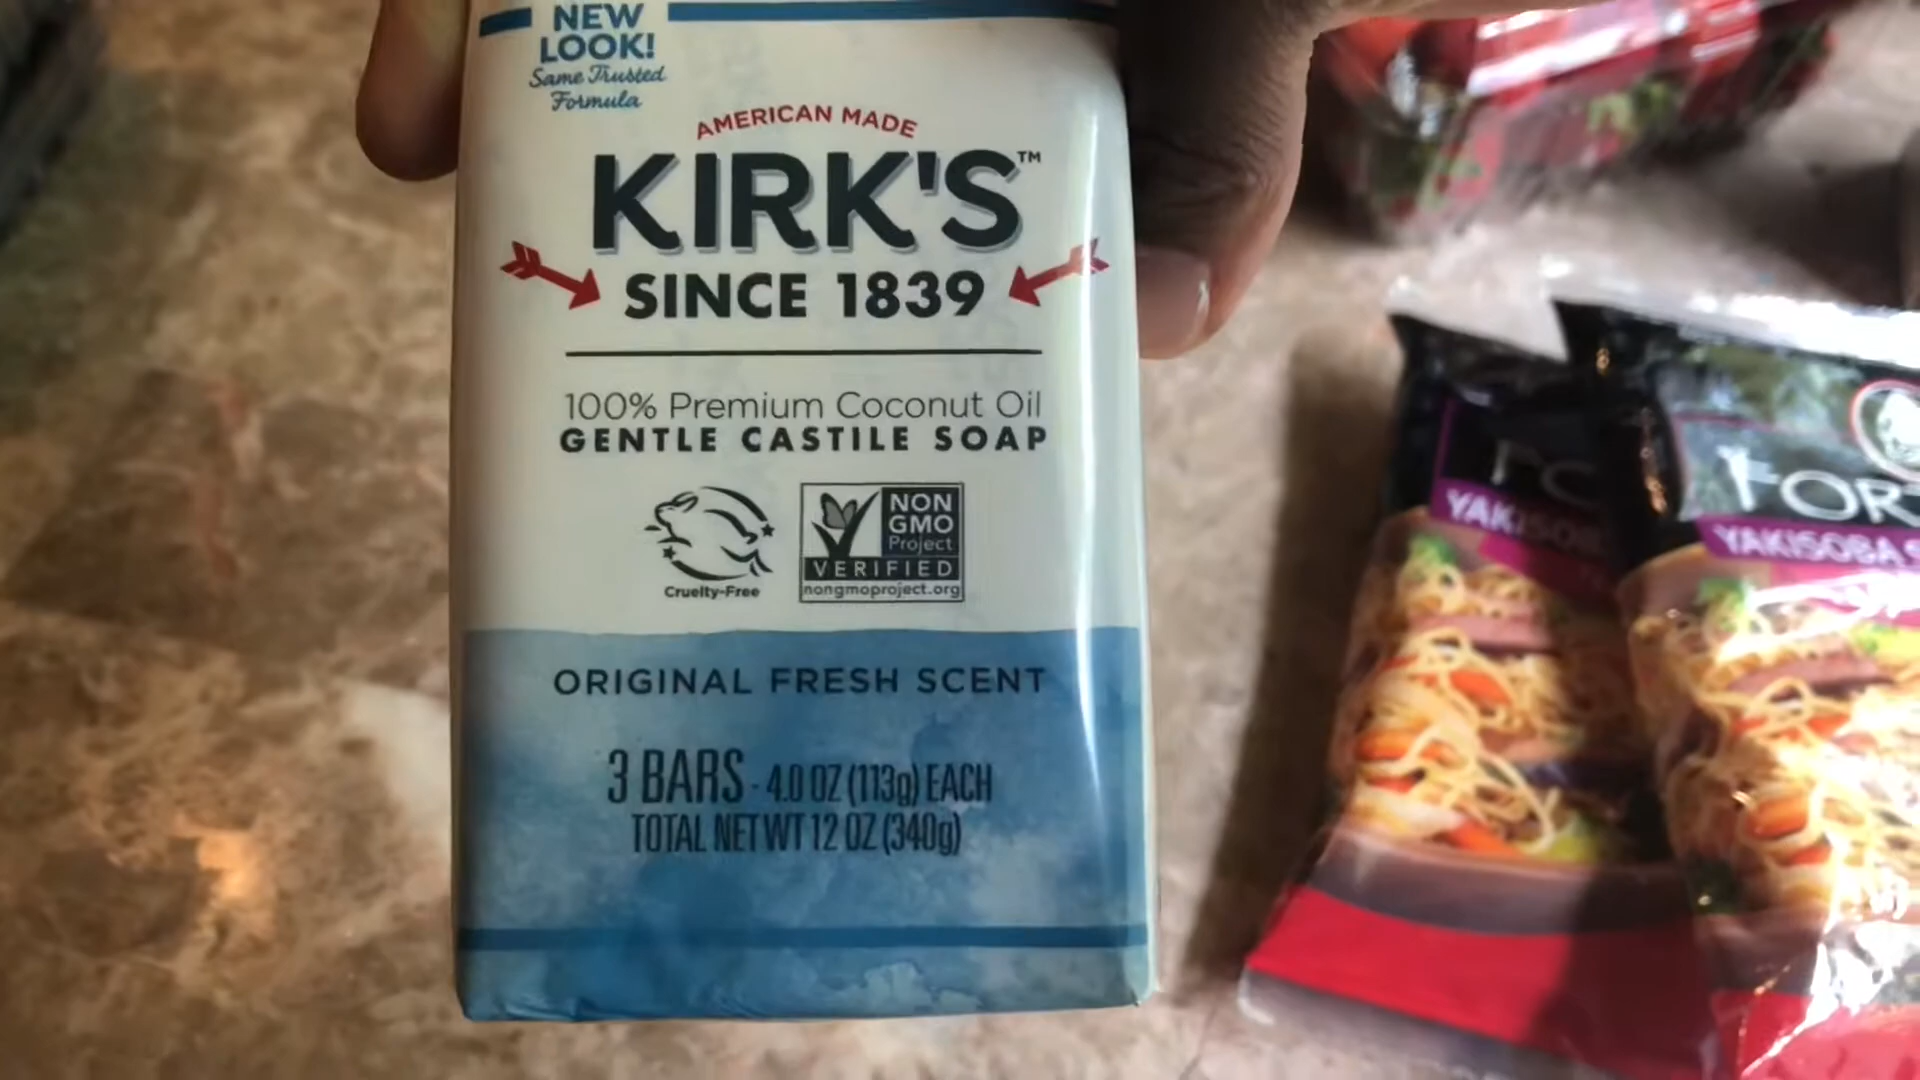 NEW
LOOK!
Same Trusted
Formula
AMERICAN MADE
KIRK'S™
SINCE 1839
100% Premium Coconut Oil
GENTLE CASTILE SOAP
Cruelty-Free
NON
GMO
Project
VERIFIED
nongmoproject.org
ORIGINAL FRESH SCENT
3 BARS - 4.0 OZ (113g) EACH
TOTAL NET WT 12 OZ (340g)
FOR
YAKISOBA